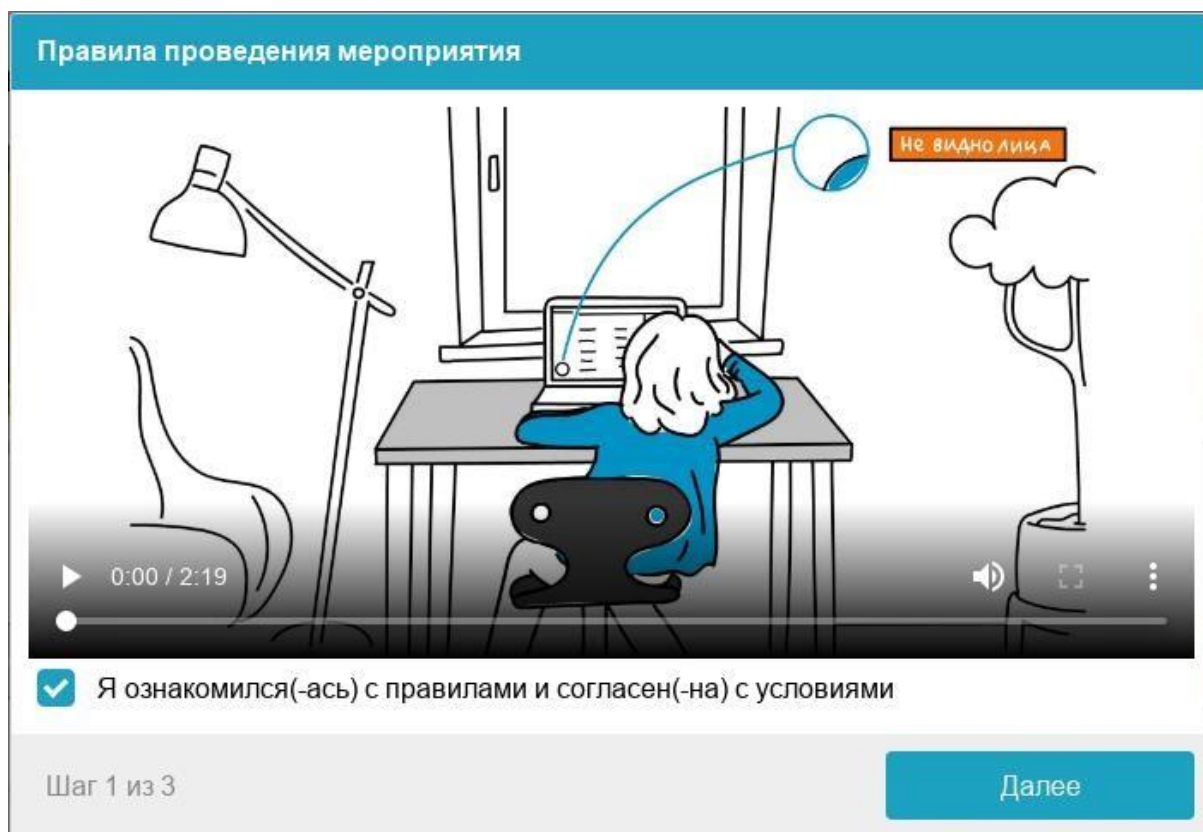 Правила проведения мероприятия
Не видно лица
0:00 / 2:19
Я ознакомился(-ась) с правилами и согласен(-на) с условиями
Шаг 1 из 3
Далее